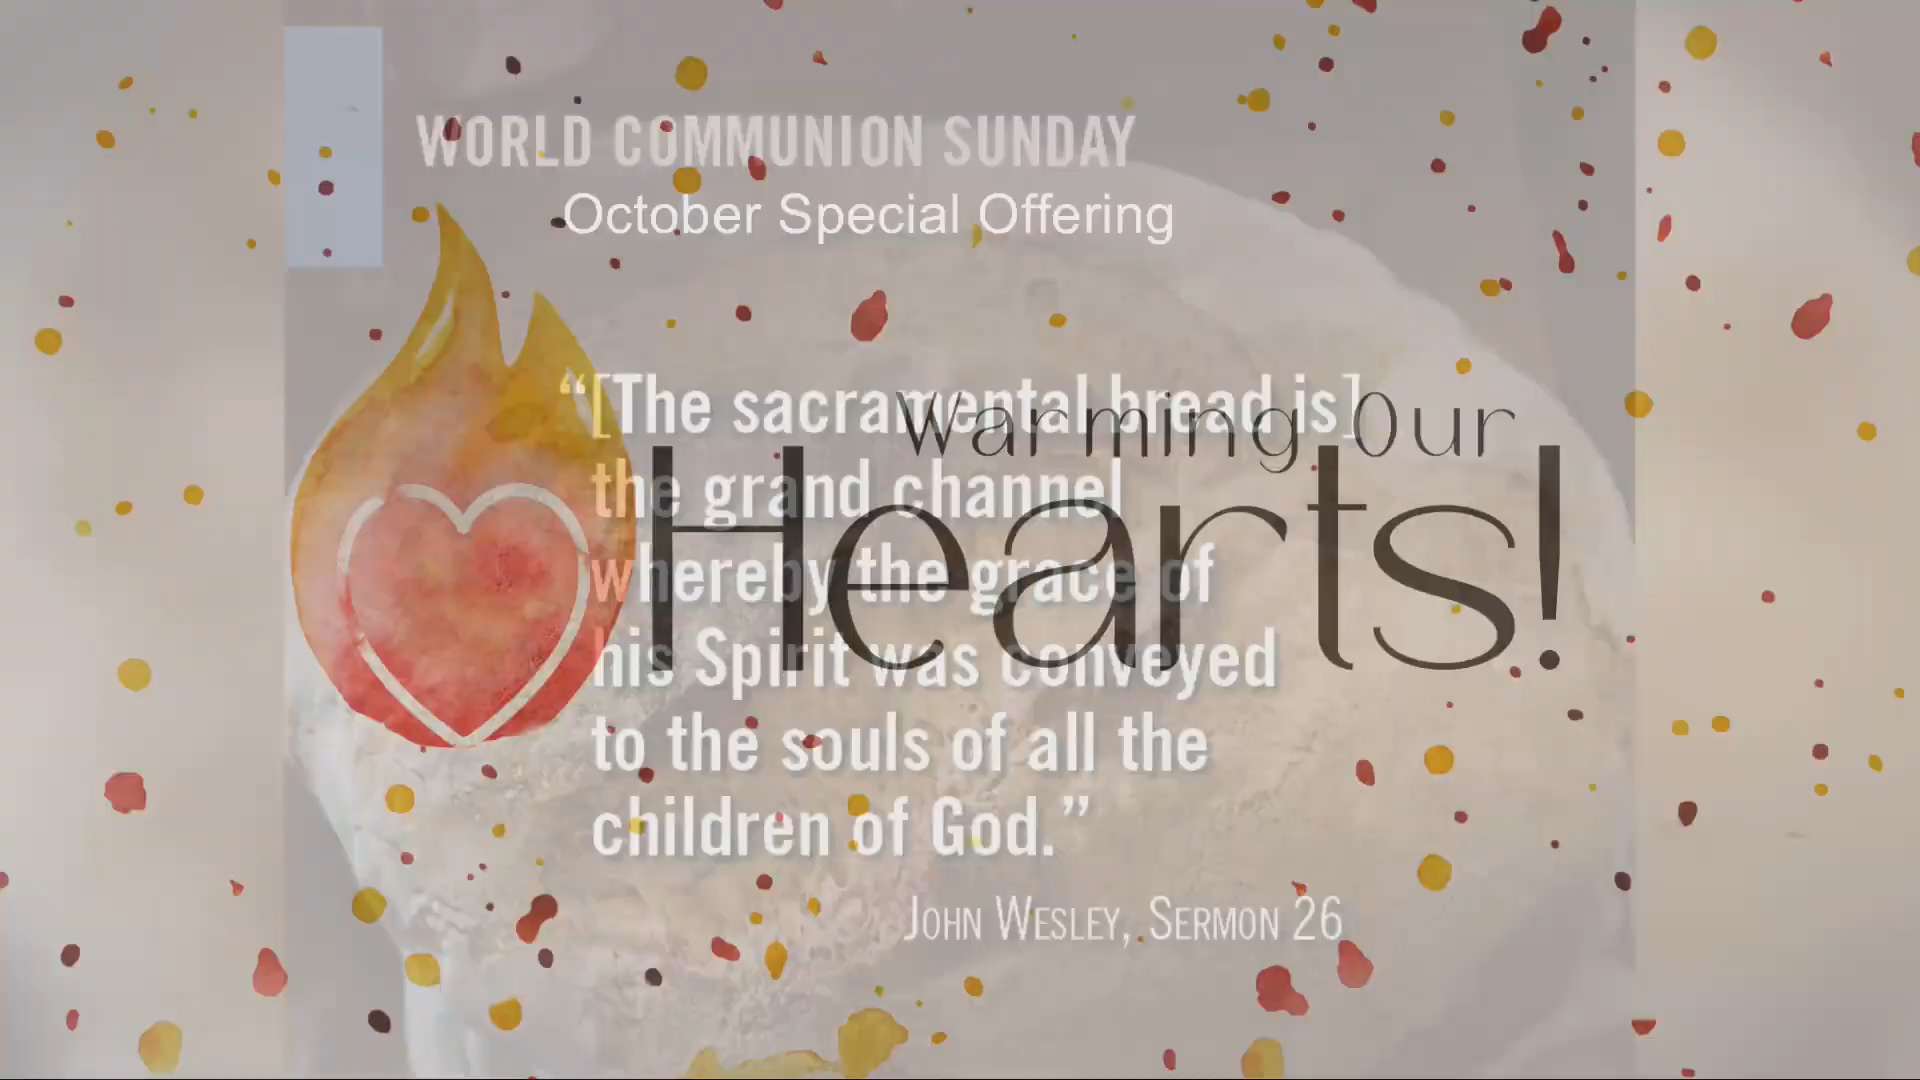 WORLD COMMUNION SUNDAY
October Special Offering
“[The sacramental bread is]
the grand channel
whereby the grace of
his Spirit was conveyed
to the souls of all the
children of God.”
JOHN WESLEY, SERMON 26
Warming Our
Hearts!